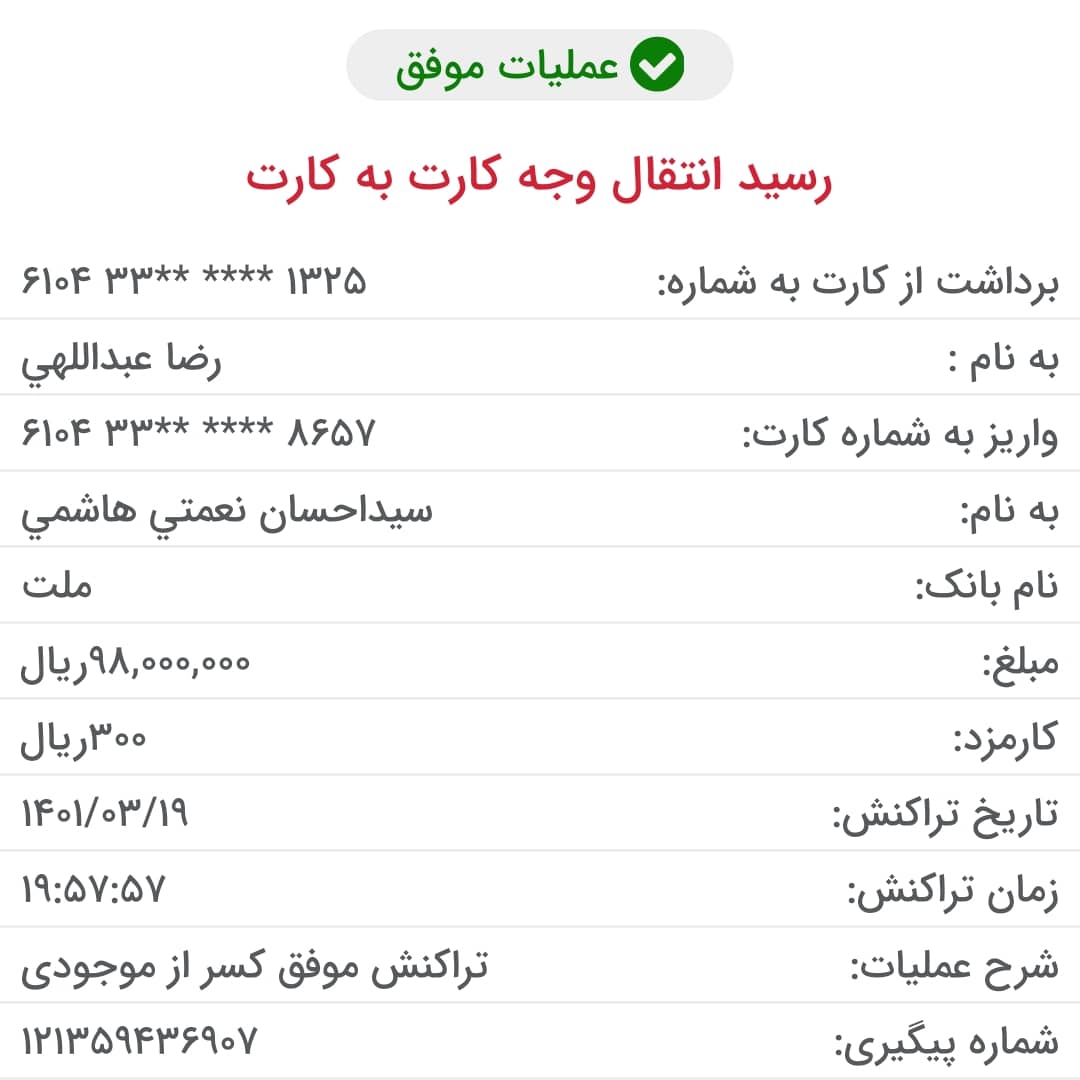 عملیات موفق
رسید انتقال وجه کارت به کارت
برداشت از کارت به شماره: ۶۱۰۴ ۳۳** **** ۱۳۲۵
به نام : رضا عبداللهي
واریز به شماره کارت: ۶۱۰۴ ۳۳** **** ۸۶۵۷
به نام: سيداحسان نعمتي هاشمي
نام بانک: ملت
مبلغ: ۹۸,۰۰۰,۰۰۰ریال
کارمزد: ۳۰۰ریال
تاریخ تراکنش: ۱۴۰۱/۰۳/۱۹
زمان تراکنش: ۱۹:۵۷:۵۷
شرح عملیات: تراکنش موفق کسر از موجودی
شماره پیگیری: ۱۲۱۳۵۹۴۳۶۹۰۷